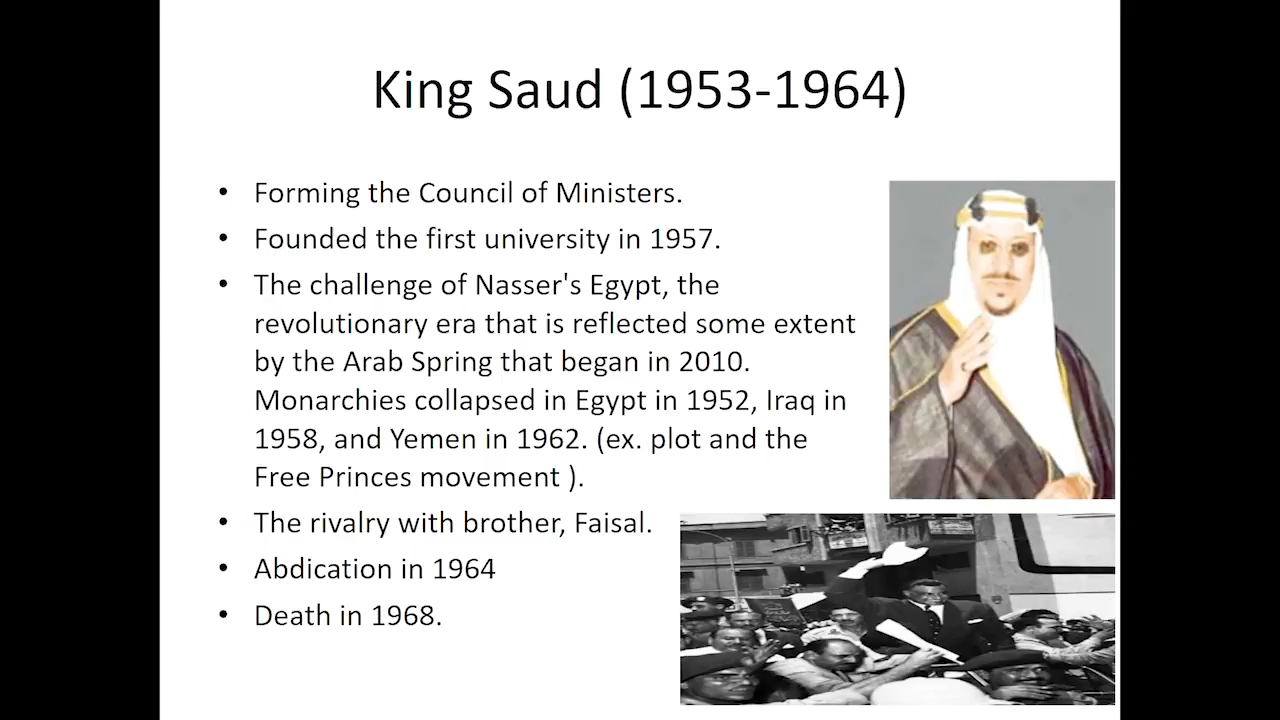 King Saud (1953-1964)
• Forming the Council of Ministers.
• Founded the first university in 1957.
• The challenge of Nasser's Egypt, the
revolutionary era that is reflected some extent
by the Arab Spring that began in 2010.
Monarchies collapsed in Egypt in 1952, Iraq in
1958, and Yemen in 1962. (ex. plot and the
Free Princes movement ).
• The rivalry with brother, Faisal.
• Abdication in 1964
• Death in 1968.